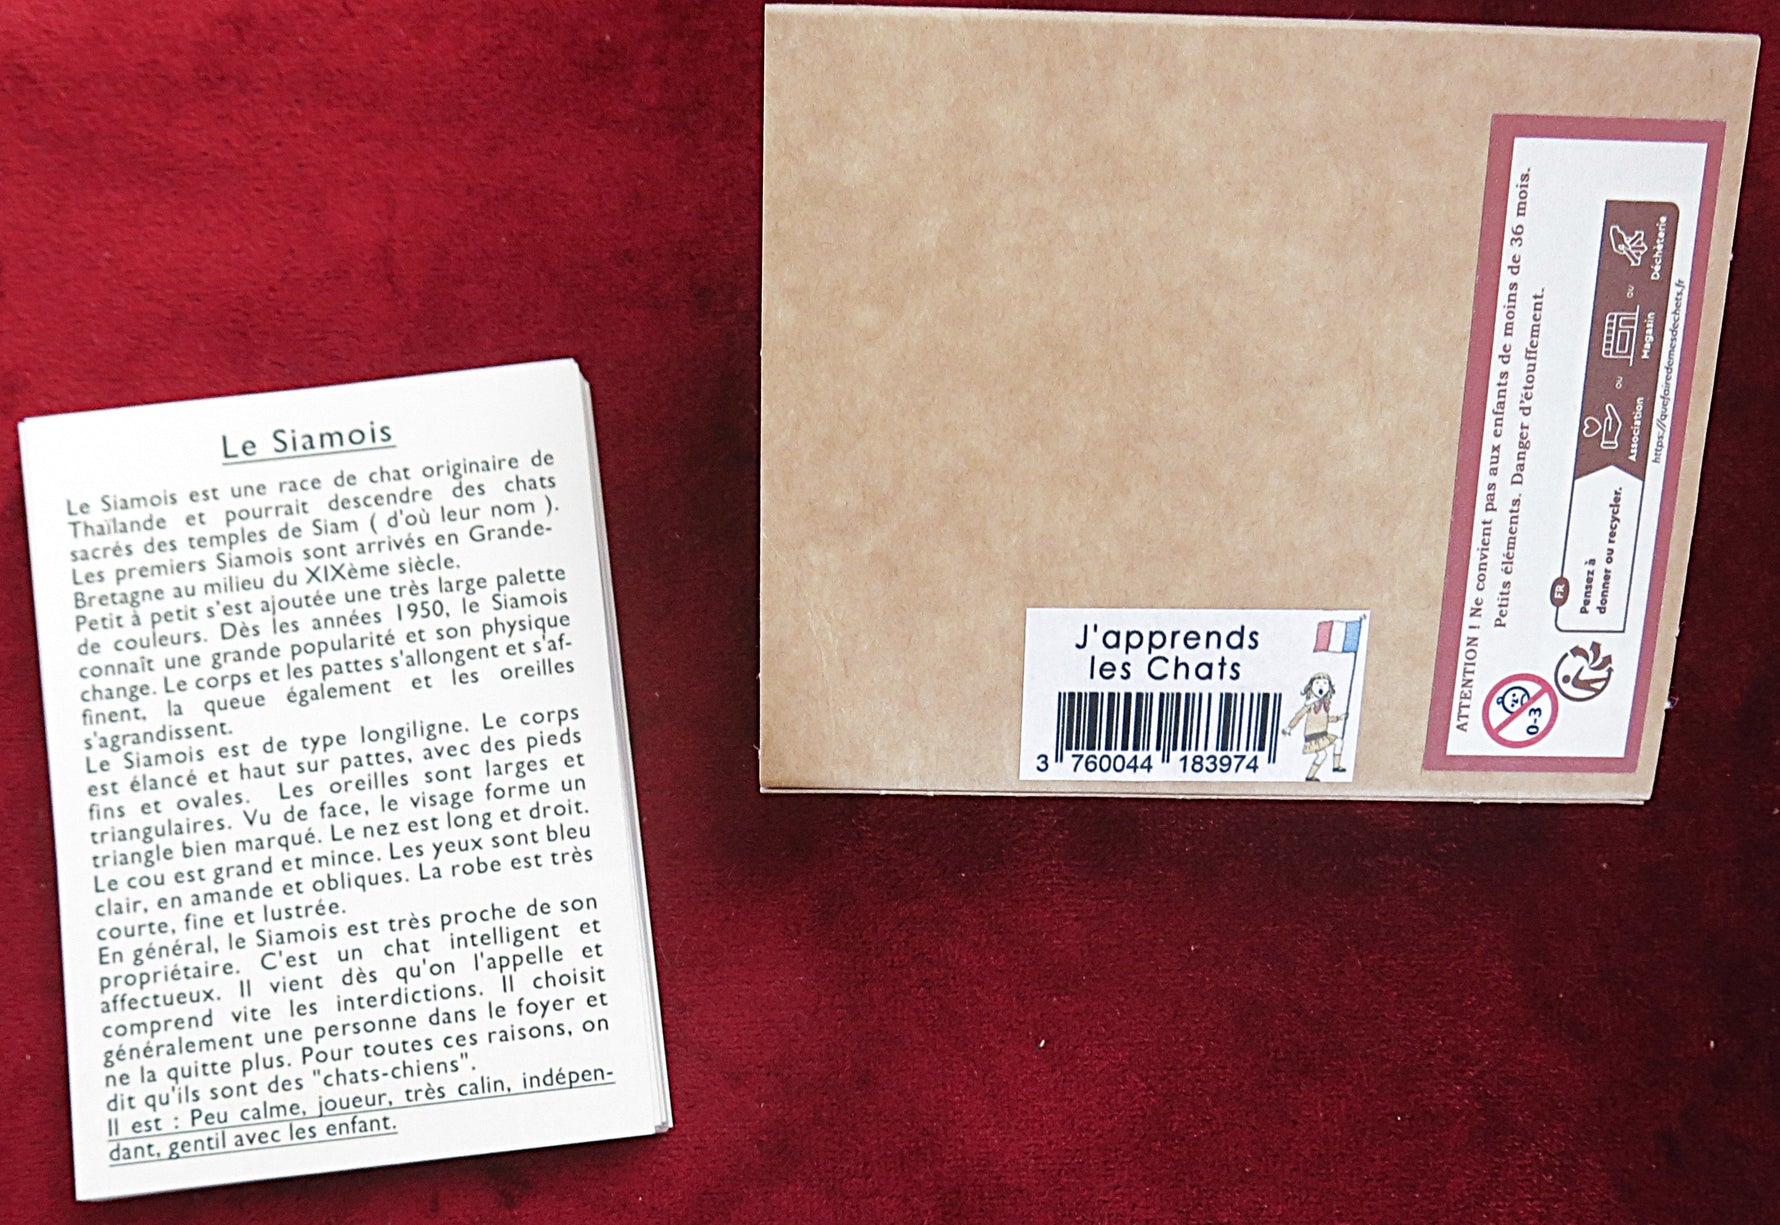 Le Siamois
Le Siamois est une race de chat originaire de
Thaïlande et pourrait descendre des chats
sacrés des temples de Siam ( d'où leur nom ).
Les premiers Siamois sont arrivés en Grande-
Bretagne au milieu du XIXème siècle.
Petit à petit s'est ajoutée une très large palette
de couleurs. Dès les années 1950, le Siamois
connaît une grande popularité et son physique
change. Le corps et les pattes s'allongent et s'af-
finent, la queue également et les oreilles
s'agrandissent.
Le Siamois est de type longiligne. Le corps
est élancé et haut sur pattes, avec des pieds
fins et ovales. Les oreilles sont larges et
triangulaires. Vu de face, le visage forme un
triangle bien marqué. Le nez est long et droit.
Le cou est grand et mince. Les yeux sont bleu
clair, en amande et obliques. La robe est très
courte, fine et lustrée.
En général, le Siamois est très proche de son
propriétaire. C'est un chat intelligent et
affectueux. Il vient dès qu'on l'appelle et
comprend vite les interdictions. Il choisit
généralement une personne dans le foyer et
ne la quitte plus. Pour toutes ces raisons, on
dit qu'ils sont des "chats-chiens".
Il est : Peu calme, joueur, très calin, indépen-
dant, gentil avec les enfant.
J'apprends
les Chats
3 760044 183974
ATTENTION ! Ne convient pas aux enfants de moins de 36 mois.
Petits éléments. Danger d'étouffement.
0-3
FR
Pensez à
donner ou recycler.
Association ou Magasin ou Déchèterie
https://quefairedemesdechets.fr